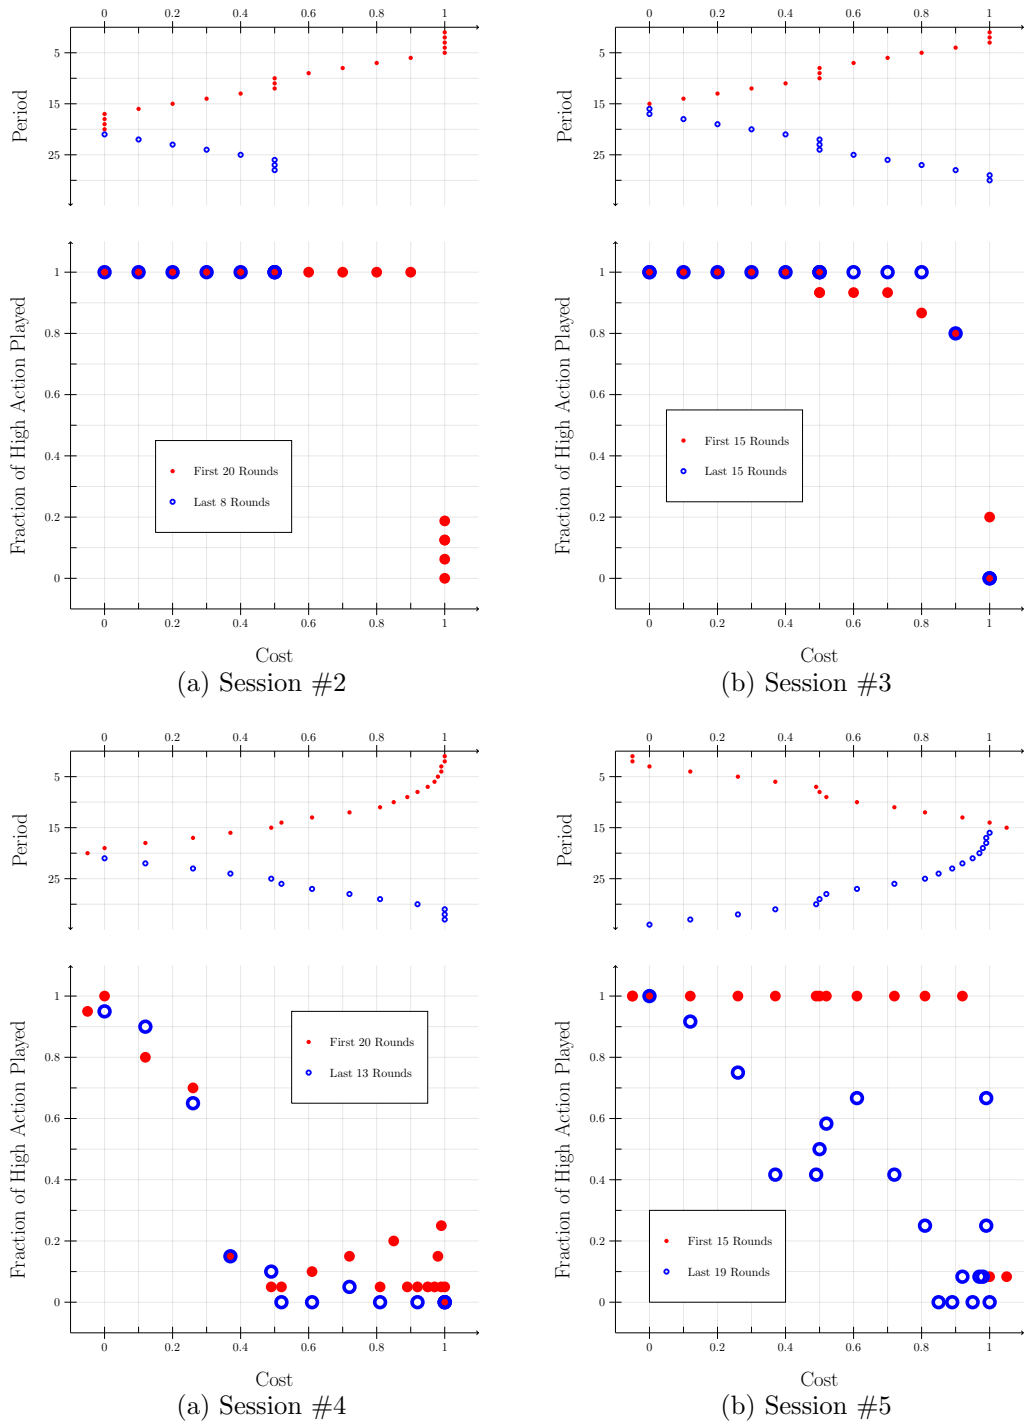 0 0.2 0.4 0.6 0.8 1
5
15
25
Period
1
0.8
0.6
0.4
0.2
0
Fraction of High Action Played
First 20 Rounds
Last 8 Rounds
0 0.2 0.4 0.6 0.8 1
Cost
(a) Session #2
0 0.2 0.4 0.6 0.8 1
5
15
25
Period
1
0.8
0.6
0.4
0.2
0
Fraction of High Action Played
First 15 Rounds
Last 15 Rounds
0 0.2 0.4 0.6 0.8 1
Cost
(b) Session #3
0 0.2 0.4 0.6 0.8 1
5
15
25
Period
1
0.8
0.6
0.4
0.2
0
Fraction of High Action Played
First 20 Rounds
Last 13 Rounds
0 0.2 0.4 0.6 0.8 1
Cost
(a) Session #4
0 0.2 0.4 0.6 0.8 1
5
15
25
Period
1
0.8
0.6
0.4
0.2
0
Fraction of High Action Played
First 15 Rounds
Last 19 Rounds
0 0.2 0.4 0.6 0.8 1
Cost
(b) Session #5